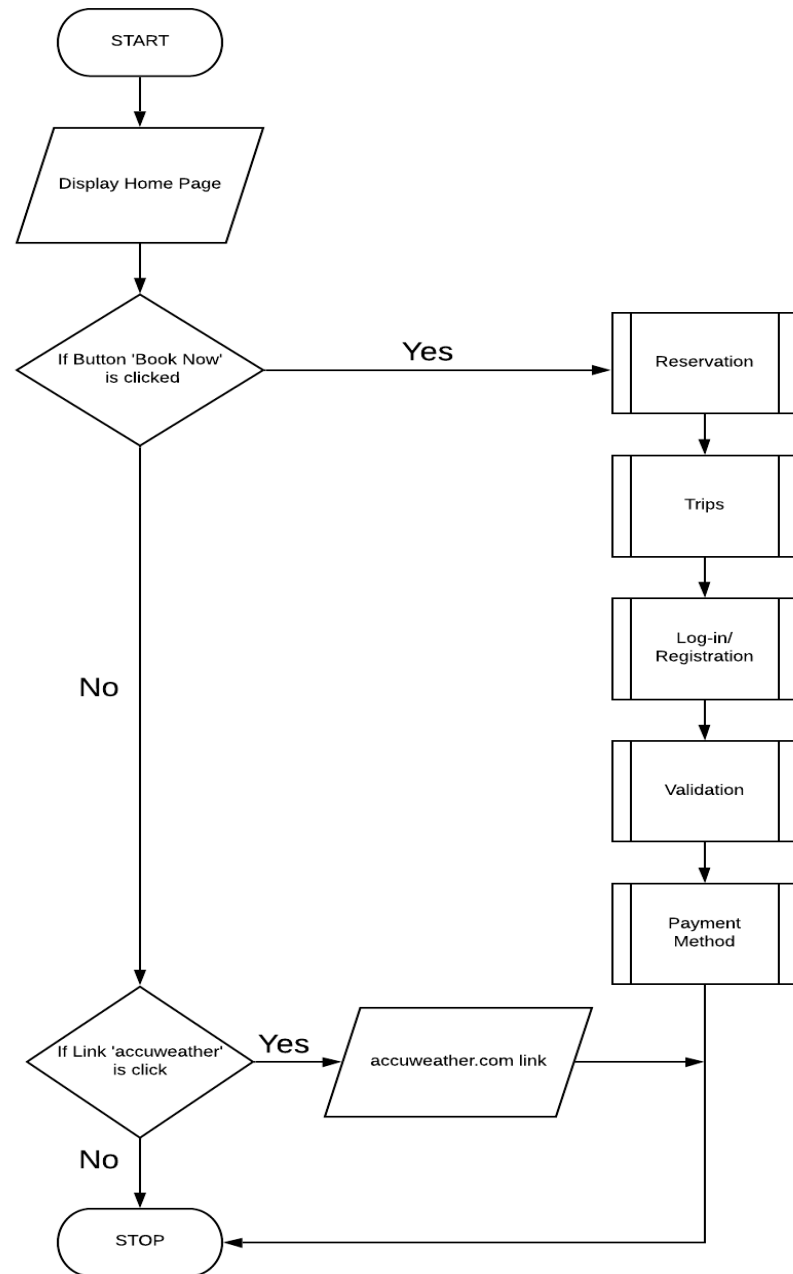 START
Display Home Page
If Button 'Book Now'
is clicked
Yes
Reservation
Trips
Log-in/
Registration
No
Validation
Payment
Method
If Link 'accuweather'
is click
Yes
accuweather.com link
No
STOP